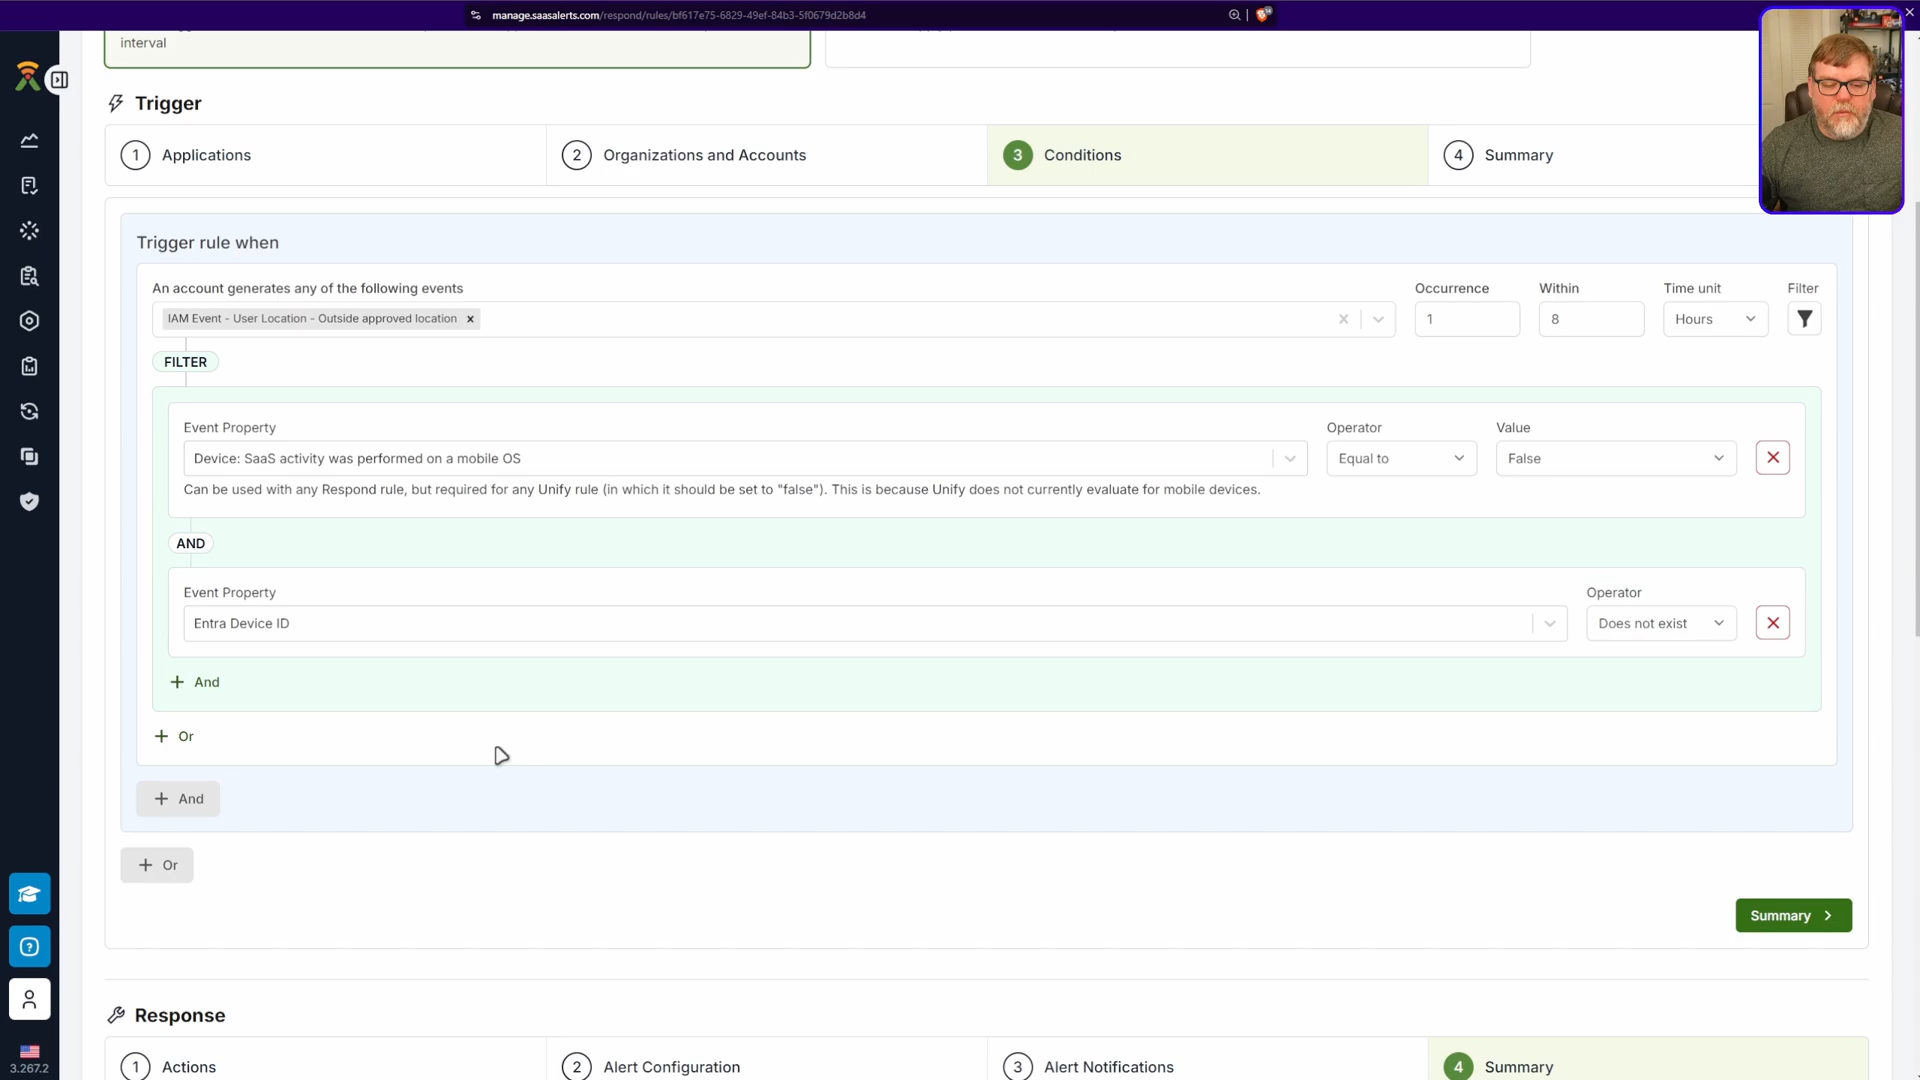 manage.saasalerts.com/respond/rules/bf617e75-6829-49ef-84b3-5f0679d2b8d4
interval
Trigger
1 Applications
2 Organizations and Accounts
3 Conditions
4 Summary
Trigger rule when
An account generates any of the following events
Occurrence
Within
Time unit
Filter
IAM Event - User Location - Outside approved location
1
8
Hours
FILTER
Event Property
Operator
Value
Device: SaaS activity was performed on a mobile OS
Equal to
False
Can be used with any Respond rule, but required for any Unify rule (in which it should be set to "false"). This is because Unify does not currently evaluate for mobile devices.
AND
Event Property
Operator
Entra Device ID
Does not exist
+ And
+ Or
+ And
+ Or
Summary
Response
1 Actions
2 Alert Configuration
3 Alert Notifications
4 Summary
3.267.2